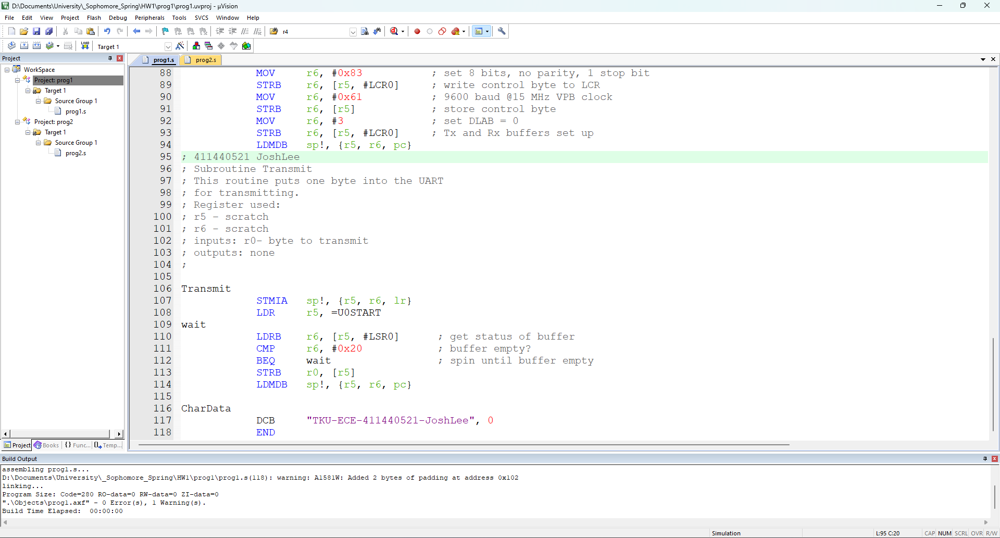 D:\Documents\University\_Sophomore_Spring\HW1\prog1\prog1.uvproj - µVision
File Edit View Project Flash Debug Peripherals Tools SVCS Window Help
r4
LOAD Target 1
Project
WorkSpace
Project: prog1
Target 1
Source Group 1
prog1.s
Project: prog2
Target 1
Source Group 1
prog2.s
Project Books {} Func... 0 Temp...
prog1.s prog2.s
88 MOV r6, #0x83 ; set 8 bits, no parity, 1 stop bit
89 STRB r6, [r5, #LCR0] ; write control byte to LCR
90 MOV r6, #0x61 ; 9600 baud @15 MHz VPB clock
91 STRB r6, [r5] ; store control byte
92 MOV r6, #3 ; set DLAB = 0
93 STRB r6, [r5, #LCR0] ; Tx and Rx buffers set up
94 LDMDB sp!, {r5, r6, pc}
95 ; 411440521 JoshLee
96 ; Subroutine Transmit
97 ; This routine puts one byte into the UART
98 ; for transmitting.
99 ; Register used:
100 ; r5 - scratch
101 ; r6 - scratch
102 ; inputs: r0- byte to transmit
103 ; outputs: none
104 ;
105
106 Transmit
107 STMIA sp!, {r5, r6, lr}
108 LDR r5, =U0START
109 wait
110 LDRB r6, [r5, #LSR0] ; get status of buffer
111 CMP r6, #0x20 ; buffer empty?
112 BEQ wait ; spin until buffer empty
113 STRB r0, [r5]
114 LDMDB sp!, {r5, r6, pc}
115
116 CharData
117 DCB "TKU-ECE-411440521-JoshLee", 0
118 END
Build Output
assembling prog1.s...
D:\Documents\University\_Sophomore_Spring\HW1\prog1\prog1.s(118): warning: A1581W: Added 2 bytes of padding at address 0x102
linking...
Program Size: Code=280 RO-data=0 RW-data=0 ZI-data=0
".\Objects\prog1.axf" - 0 Error(s), 1 Warning(s).
Build Time Elapsed: 00:00:00
Simulation L:95 C:20 CAP NUM SCRL OVR R/W